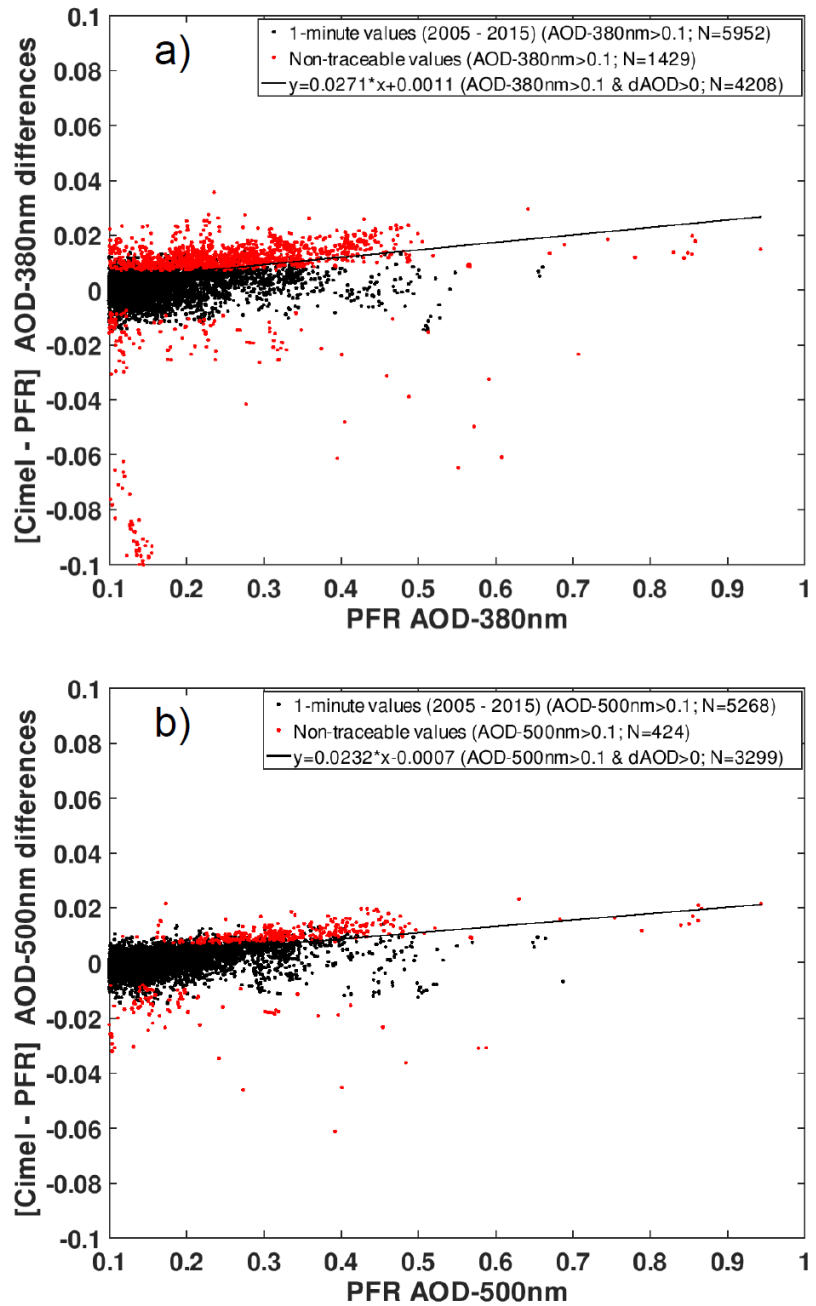 a)
1-minute values (2005 - 2015) (AOD-380nm>0.1; N=5952)
Non-traceable values (AOD-380nm>0.1; N=1429)
y=0.0271*x+0.0011 (AOD-380nm>0.1 & dAOD>0; N=4208)
[Cimel - PFR]  AOD-380nm differences
0.1
0.08
0.06
0.04
0.02
0
-0.02
-0.04
-0.06
-0.08
-0.1
0.1 0.2 0.3 0.4 0.5 0.6 0.7 0.8 0.9 1
PFR AOD-380nm
b)
1-minute values (2005 - 2015) (AOD-500nm>0.1; N=5268)
Non-traceable values (AOD-500nm>0.1; N=424)
y=0.0232*x-0.0007 (AOD-500nm>0.1 & dAOD>0; N=3299)
[Cimel - PFR]  AOD-500nm differences
0.1
0.08
0.06
0.04
0.02
0
-0.02
-0.04
-0.06
-0.08
-0.1
0.1 0.2 0.3 0.4 0.5 0.6 0.7 0.8 0.9 1
PFR AOD-500nm